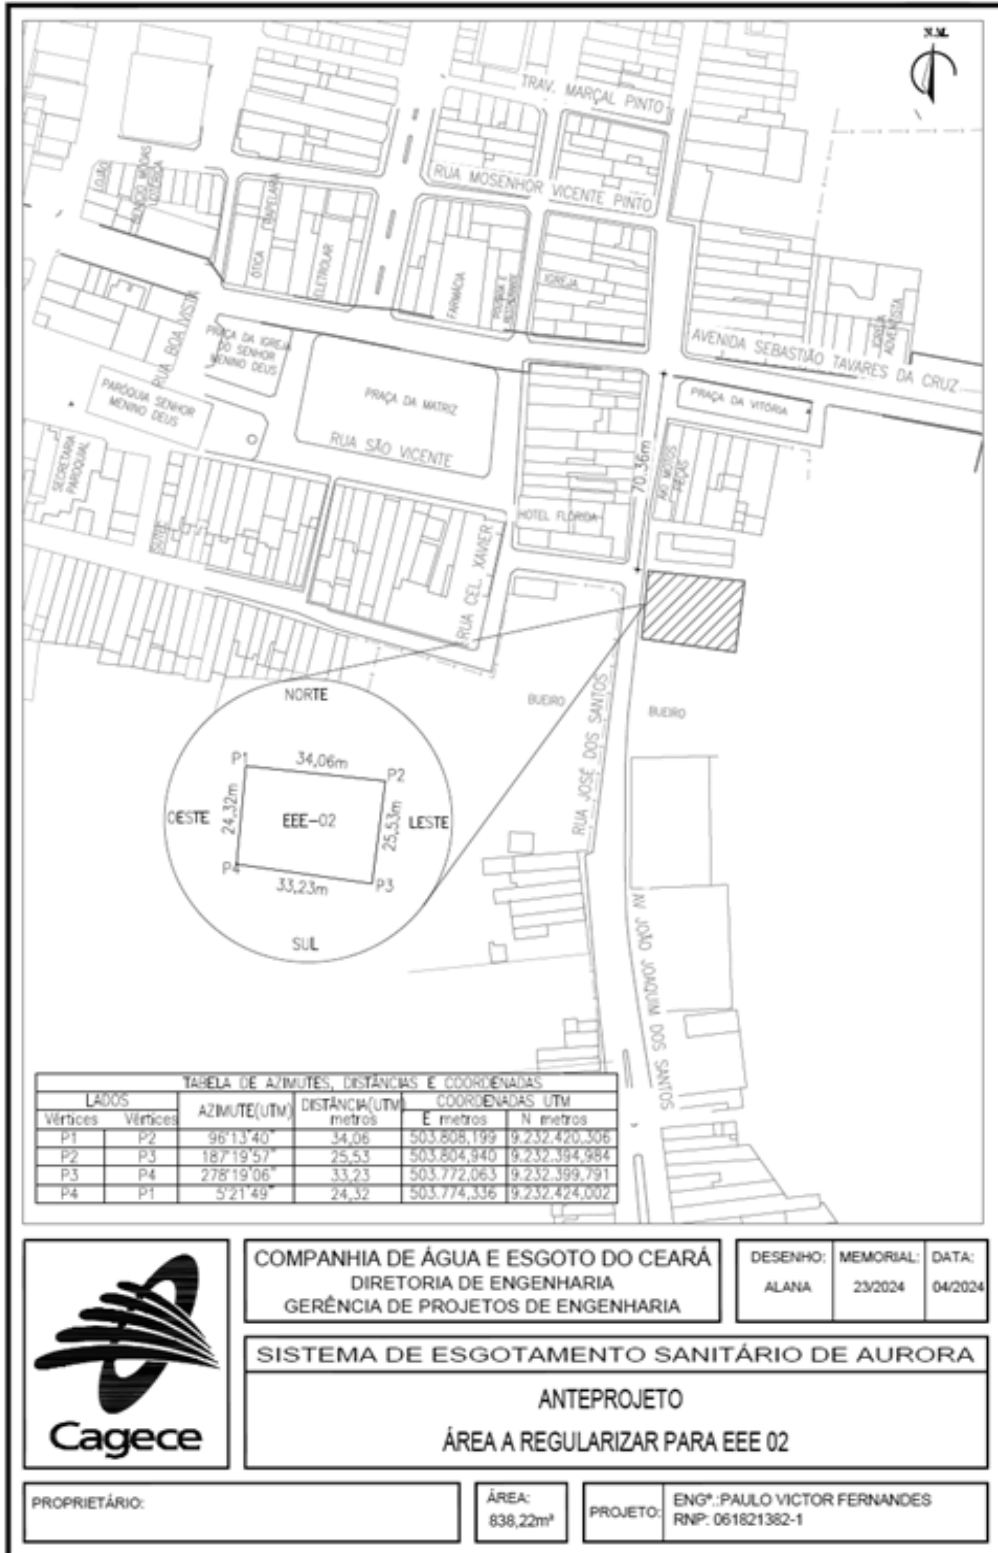 N.M.
TRAV. MARÇAL PINTO
RUA MOSENHOR VICENTE PINTO
LOJÃO
LOTÉRICA
ÓTICA
PAPELARIA
ELETROLAR
FARMÁCIA
IGREJA
IGREJA
ADVENTISTA
AVENIDA SEBASTIÃO TAVARES DA CRUZ
RUA BOA VISTA
PRAÇA DA IGREJA
DO SENHOR
MENINO DEUS
PRAÇA DA MATRIZ
PRAÇA DA VITÓRIA
PARÓQUIA SENHOR
MENINO DEUS
RUA SÃO VICENTE
SECRETARIA
PAROQUIAL
70.36m
HOTEL FLÓRIDA
RUA CEL. XAVIER
BUEIRO
BUEIRO
RUA JOSÉ DOS SANTOS
AV JOÃO JOAQUIM DOS SANTOS
NORTE
P1
34,06m
P2
OESTE
24,32m
EEE-02
25,53m
LESTE
P4
33,23m
P3
SUL
TABELA DE AZIMUTES, DISTÂNCIAS E COORDENADAS
LADOS AZIMUTE(UTM) DISTÂNCIA(UTM) metros COORDENADAS UTM
Vértices Vértices E metros N metros
P1 P2 96°13'40" 34,06 503.808,199 9.232.420,306
P2 P3 187°19'57" 25,53 503.804,940 9.232.394,984
P3 P4 278°19'06" 33,23 503.772,063 9.232.399,791
P4 P1 5°21'49" 24,32 503.774,336 9.232.424,002
Cagece
COMPANHIA DE ÁGUA E ESGOTO DO CEARÁ
DIRETORIA DE ENGENHARIA
GERÊNCIA DE PROJETOS DE ENGENHARIA
DESENHO: MEMORIAL: DATA:
ALANA 23/2024 04/2024
SISTEMA DE ESGOTAMENTO SANITÁRIO DE AURORA
ANTEPROJETO
ÁREA A REGULARIZAR PARA EEE 02
PROPRIETÁRIO:
ÁREA:
838,22m²
PROJETO:
ENGº.:PAULO VICTOR FERNANDES
RNP: 061821382-1